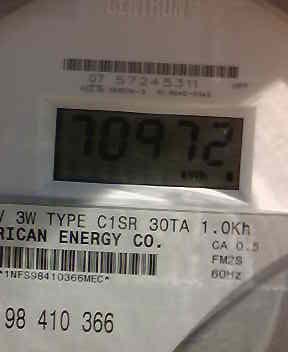 CENTRON
07 57245311
70972
kWh
V 3W TYPE C1SR 30TA 1.0Kh
RICAN ENERGY CO.
CA 0.5
FM2S
60Hz
*1NFS98410366MEC*
98 410 366